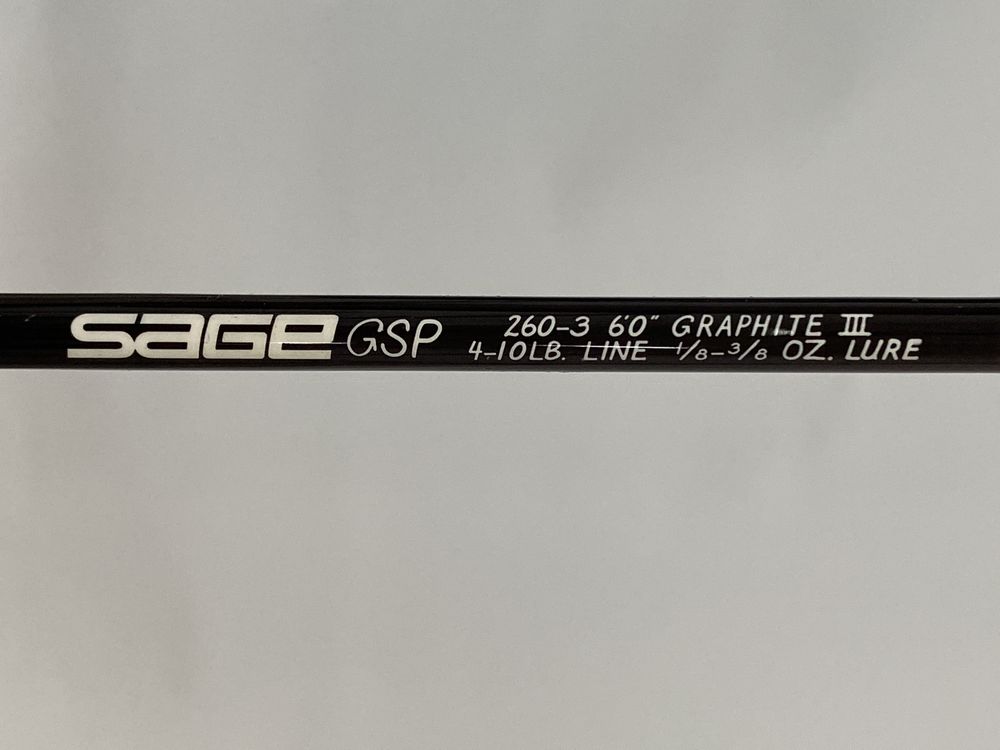 SAGE GSP 260-3 6'0" GRAPHITE III
4-10LB. LINE 1/8-3/8 OZ. LURE